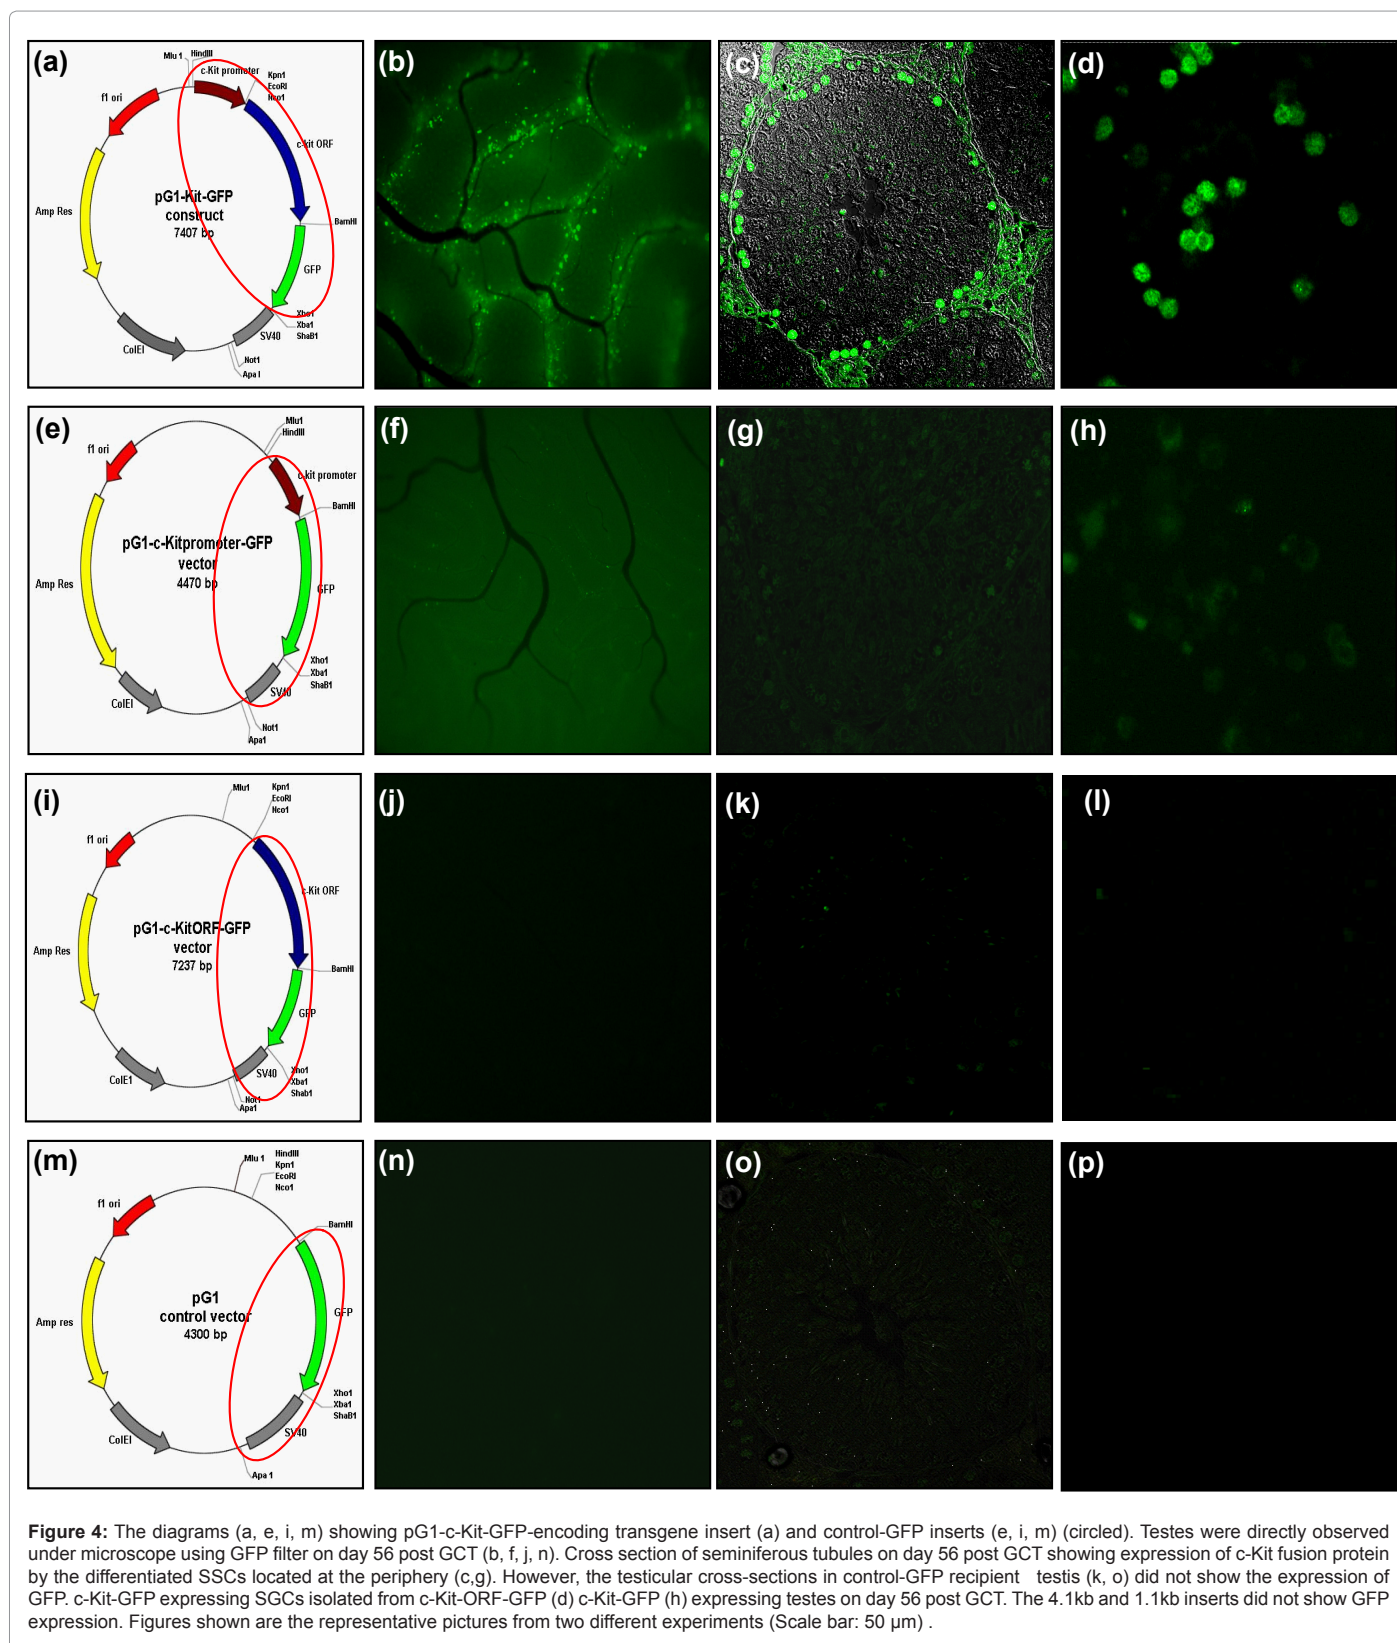 (a)
Mlu 1
HindIII
c-Kit promoter
Kpn1
EcoRI
Nco1
f1 ori
c-kit ORF
Amp Res
pG1-Kit-GFP
construct
7407 bp
BamHI
GFP
Xho1
Xba1
ShaB1
SV40
ColEI
Not1
Apa I
(b)
(c)
(d)
(e)
Mlu1
HindIII
f1 ori
c-kit promoter
BamHI
pG1-c-Kitpromoter-GFP
vector
4470 bp
Amp Res
GFP
Xho1
Xba1
ShaB1
SV40
ColEI
Not1
Apa1
(f)
(g)
(h)
(i)
Mlu1
Kpn1
EcoRI
Nco1
f1 ori
c-Kit ORF
pG1-c-KitORF-GFP
vector
7237 bp
Amp Res
BamHI
GFP
Xho1
Xba1
Shab1
SV40
ColE1
Not1
Apa1
(j)
(k)
(l)
(m)
Mlu 1
HindIII
Kpn1
EcoRI
Nco1
f1 ori
BamHI
pG1
control vector
4300 bp
Amp res
GFP
Xho1
Xba1
ShaB1
SV40
ColEI
Apa 1
(n)
(o)
(p)
Figure 4: The diagrams (a, e, i, m) showing pG1-c-Kit-GFP-encoding transgene insert (a) and control-GFP inserts (e, i, m) (circled). Testes were directly observed
under microscope using GFP filter on day 56 post GCT (b, f, j, n). Cross section of seminiferous tubules on day 56 post GCT showing expression of c-Kit fusion protein
by the differentiated SSCs located at the periphery (c,g). However, the testicular cross-sections in control-GFP recipient testis (k, o) did not show the expression of
GFP. c-Kit-GFP expressing SGCs isolated from c-Kit-ORF-GFP (d) c-Kit-GFP (h) expressing testes on day 56 post GCT. The 4.1kb and 1.1kb inserts did not show GFP
expression. Figures shown are the representative pictures from two different experiments (Scale bar: 50 μm) .